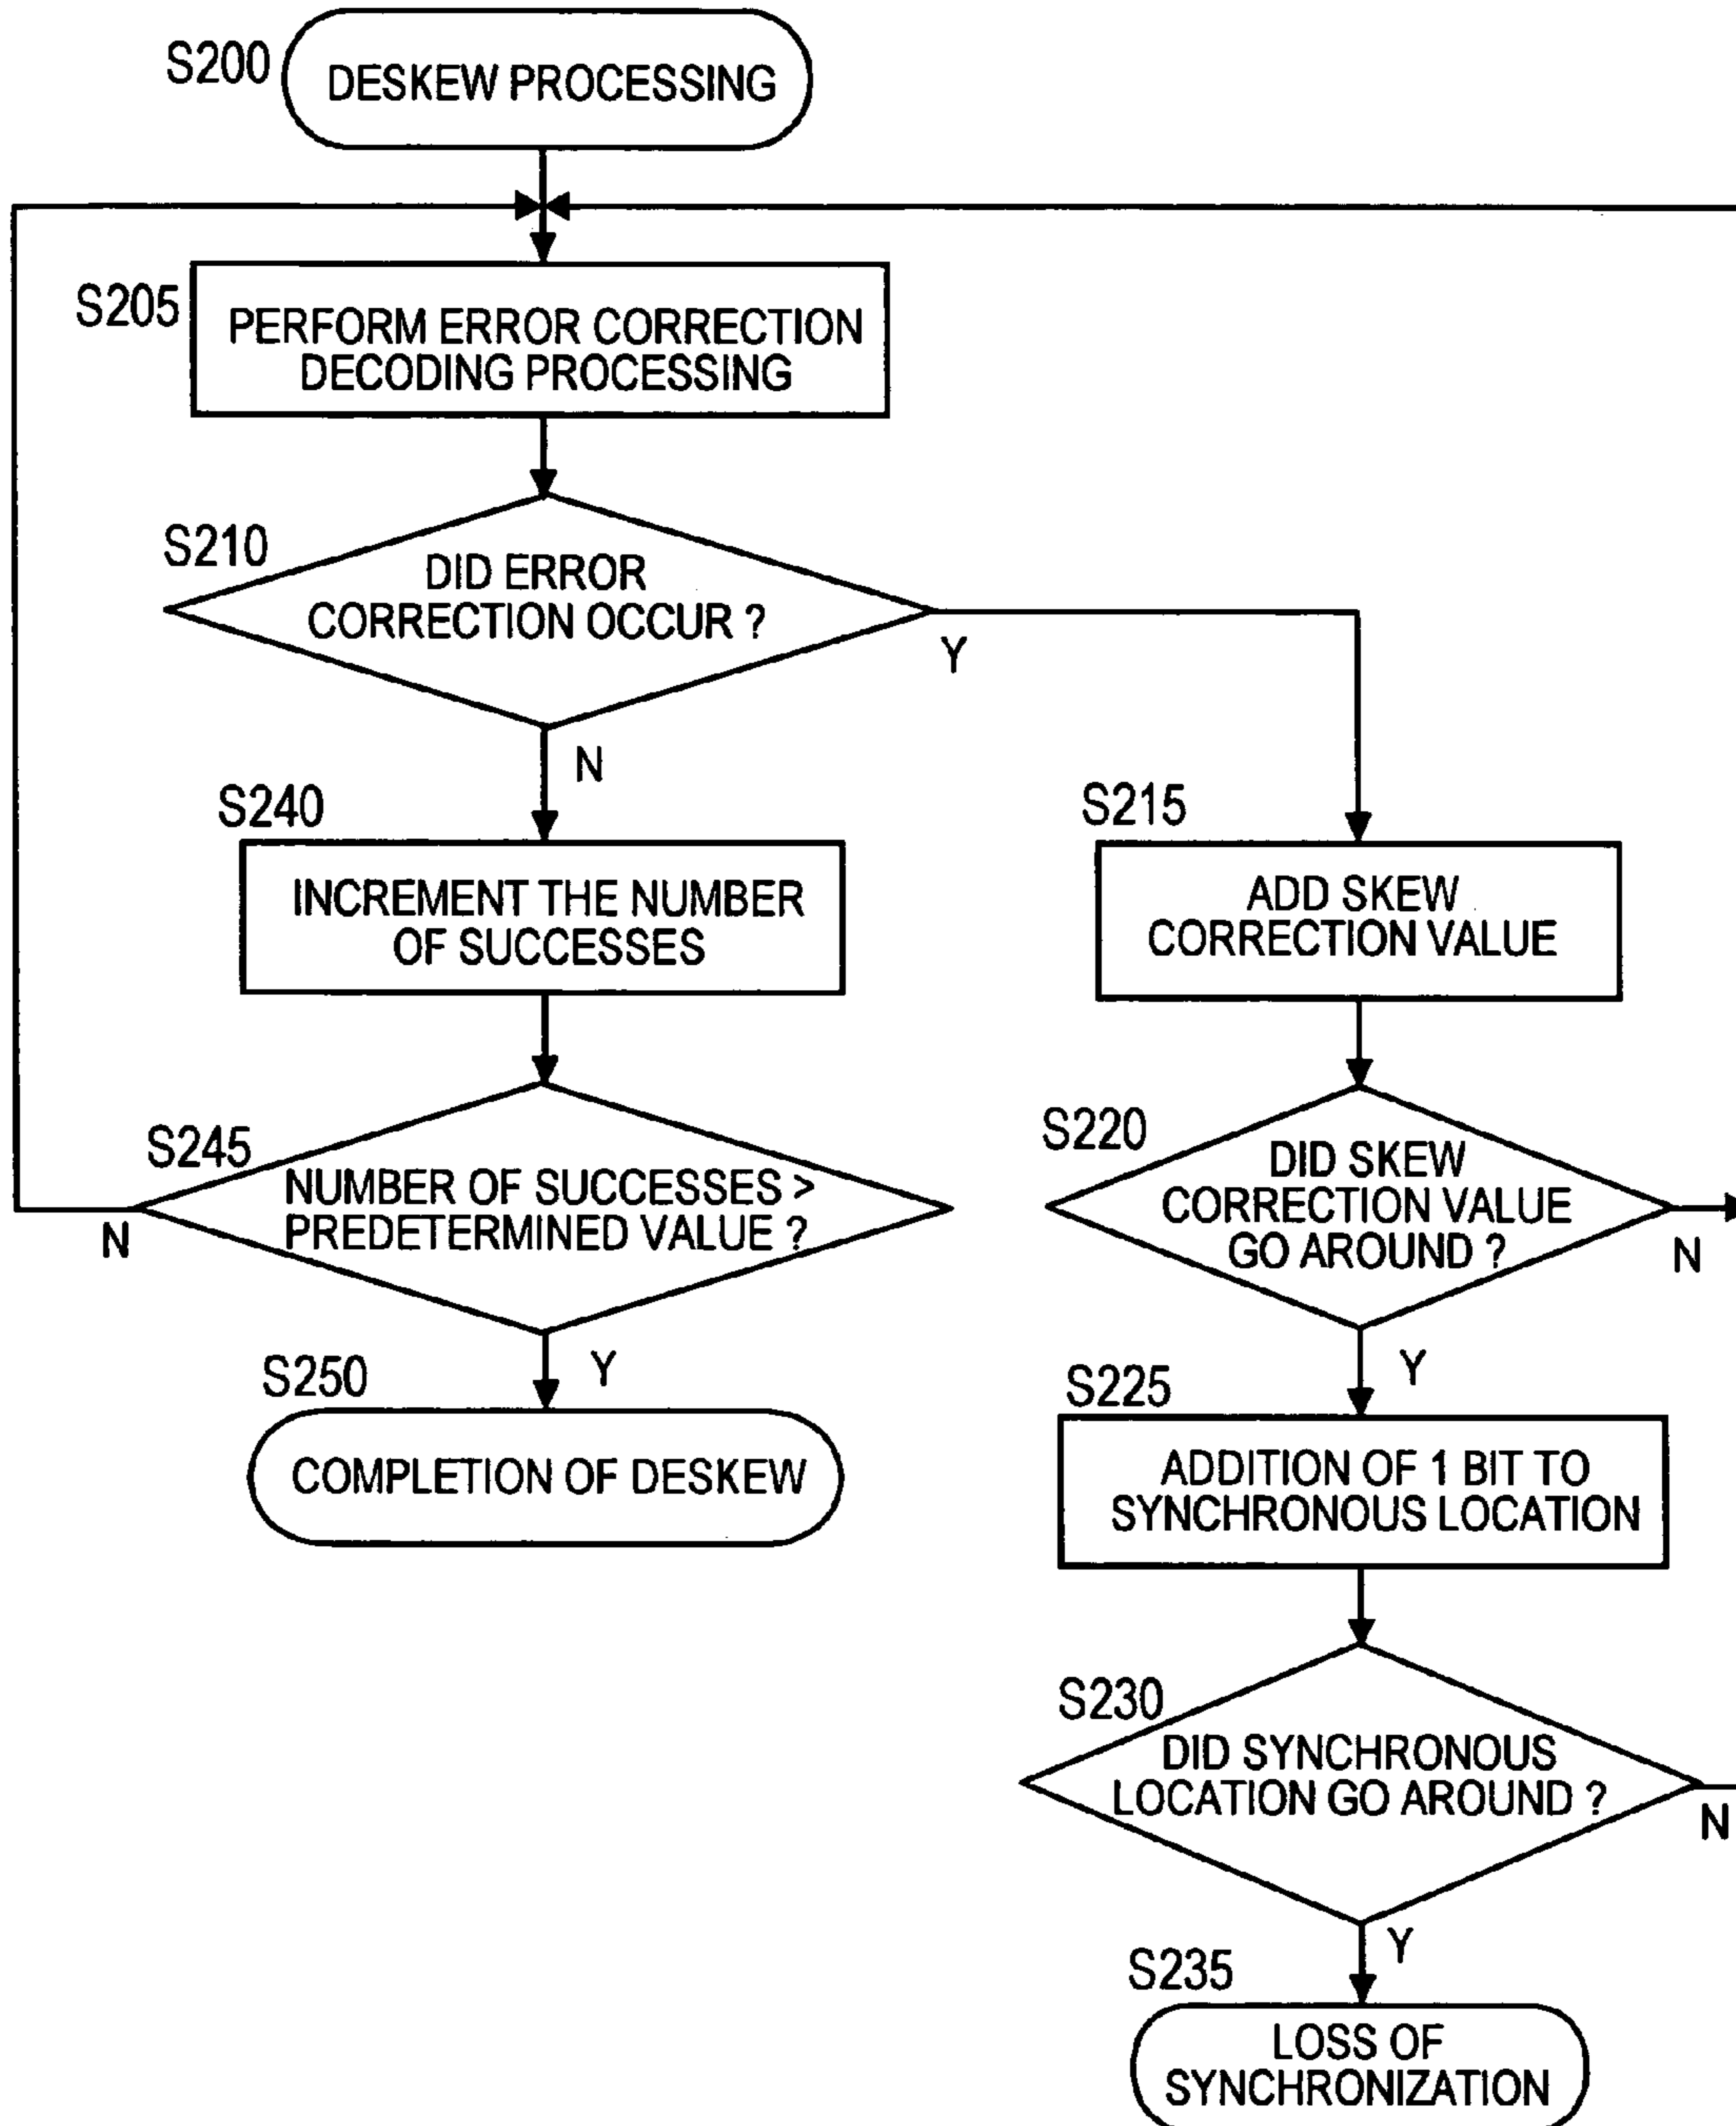 S200
DESKEW PROCESSING
S205
PERFORM ERROR CORRECTION
DECODING PROCESSING
S210
DID ERROR
CORRECTION OCCUR ?
Y
N
S240
INCREMENT THE NUMBER
OF SUCCESSES
S215
ADD SKEW
CORRECTION VALUE
S245
NUMBER OF SUCCESSES >
PREDETERMINED VALUE ?
N
Y
S220
DID SKEW
CORRECTION VALUE
GO AROUND ?
N
Y
S250
COMPLETION OF DESKEW
S225
ADDITION OF 1 BIT TO
SYNCHRONOUS LOCATION
S230
DID SYNCHRONOUS
LOCATION GO AROUND ?
N
Y
S235
LOSS OF
SYNCHRONIZATION